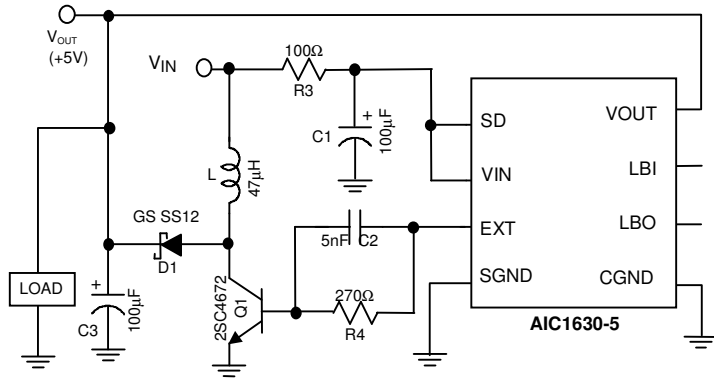 VOUT
(+5V)
VIN
100Ω
R3
C1
+
100µF
SD
VIN
EXT
SGND
VOUT
LBI
LBO
CGND
AIC1630-5
L
47µH
GS SS12
D1
5nF
C2
270Ω
R4
2SC4672
Q1
LOAD
+
C3
100µF